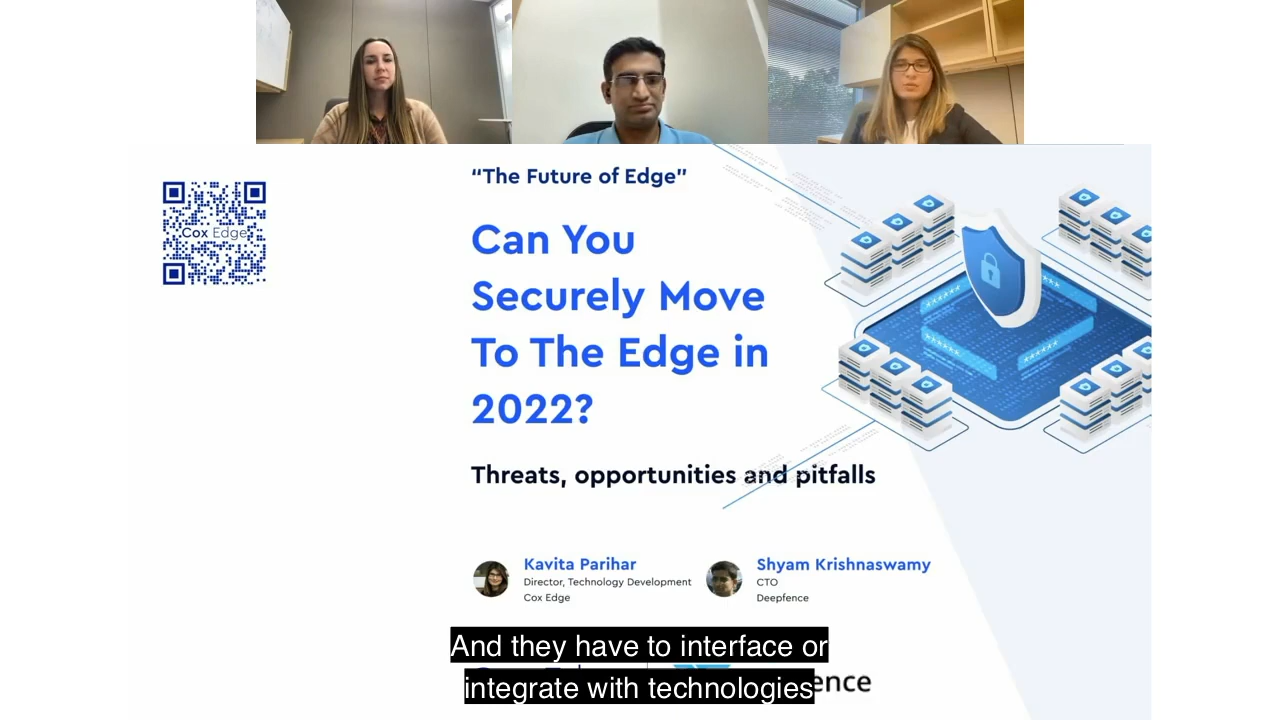 Cox Edge
“The Future of Edge”
Can You
Securely Move
To The Edge in
2022?
Threats, opportunities and pitfalls
Kavita Parihar
Director, Technology Development
Cox Edge
Shyam Krishnaswamy
CTO
Deepfence
And they have to interface or
integrate with technologies
ence